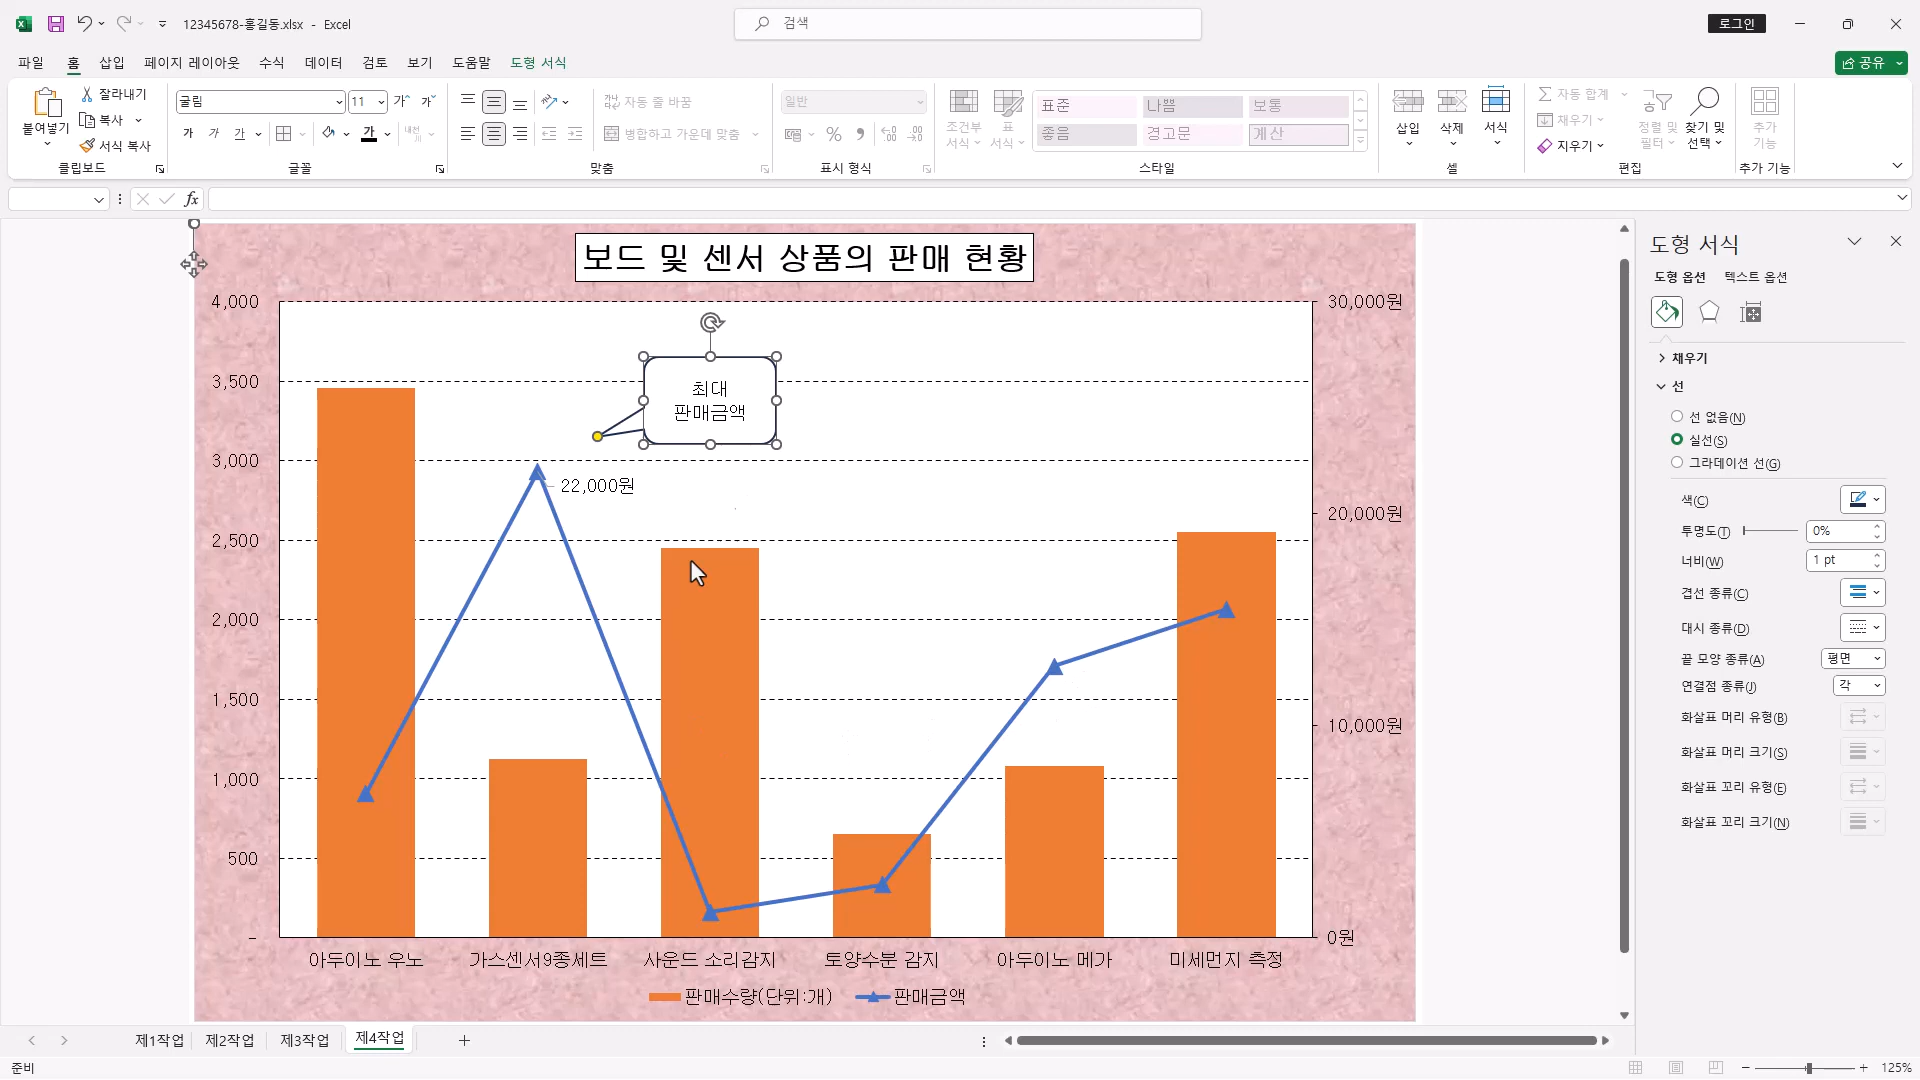 12345678-홍길동.xlsx - Excel
검색
로그인
파일 홈 삽입 페이지 레이아웃 수식 데이터 검토 보기 도움말 도형 서식
공유
붙여넣기
잘라내기
복사
서식 복사
클립보드
굴림 11 가 가
가 가 가 가
글꼴
자동 줄 바꿈
병합하고 가운데 맞춤
맞춤
일반
%
표시 형식
조건부 서식
표 서식
표준 나쁨 보통
좋음 경고문 계산
스타일
삽입 삭제 서식
셀
자동 합계
채우기
지우기
정렬 및 필터
찾기 및 선택
편집
추가 기능
추가 기능
fx
보드 및 센서 상품의 판매 현황
4,000
3,500
3,000
2,500
2,000
1,500
1,000
500
-
30,000원
20,000원
10,000원
0원
최대
판매금액
22,000원
아두이노 우노 가스센서9종세트 사운드 소리감지 토양수분 감지 아두이노 메가 미세먼지 측정
판매수량(단위:개) 판매금액
도형 서식
도형 옵션 텍스트 옵션
채우기
선
선 없음(N)
실선(S)
그라데이션 선(G)
색(C)
투명도(T) 0%
너비(W) 1 pt
겹선 종류(C)
대시 종류(D)
끝 모양 종류(A) 평면
연결점 종류(J) 각
화살표 머리 유형(B)
화살표 머리 크기(S)
화살표 꼬리 유형(E)
화살표 꼬리 크기(N)
제1작업 제2작업 제3작업 제4작업
준비
125%